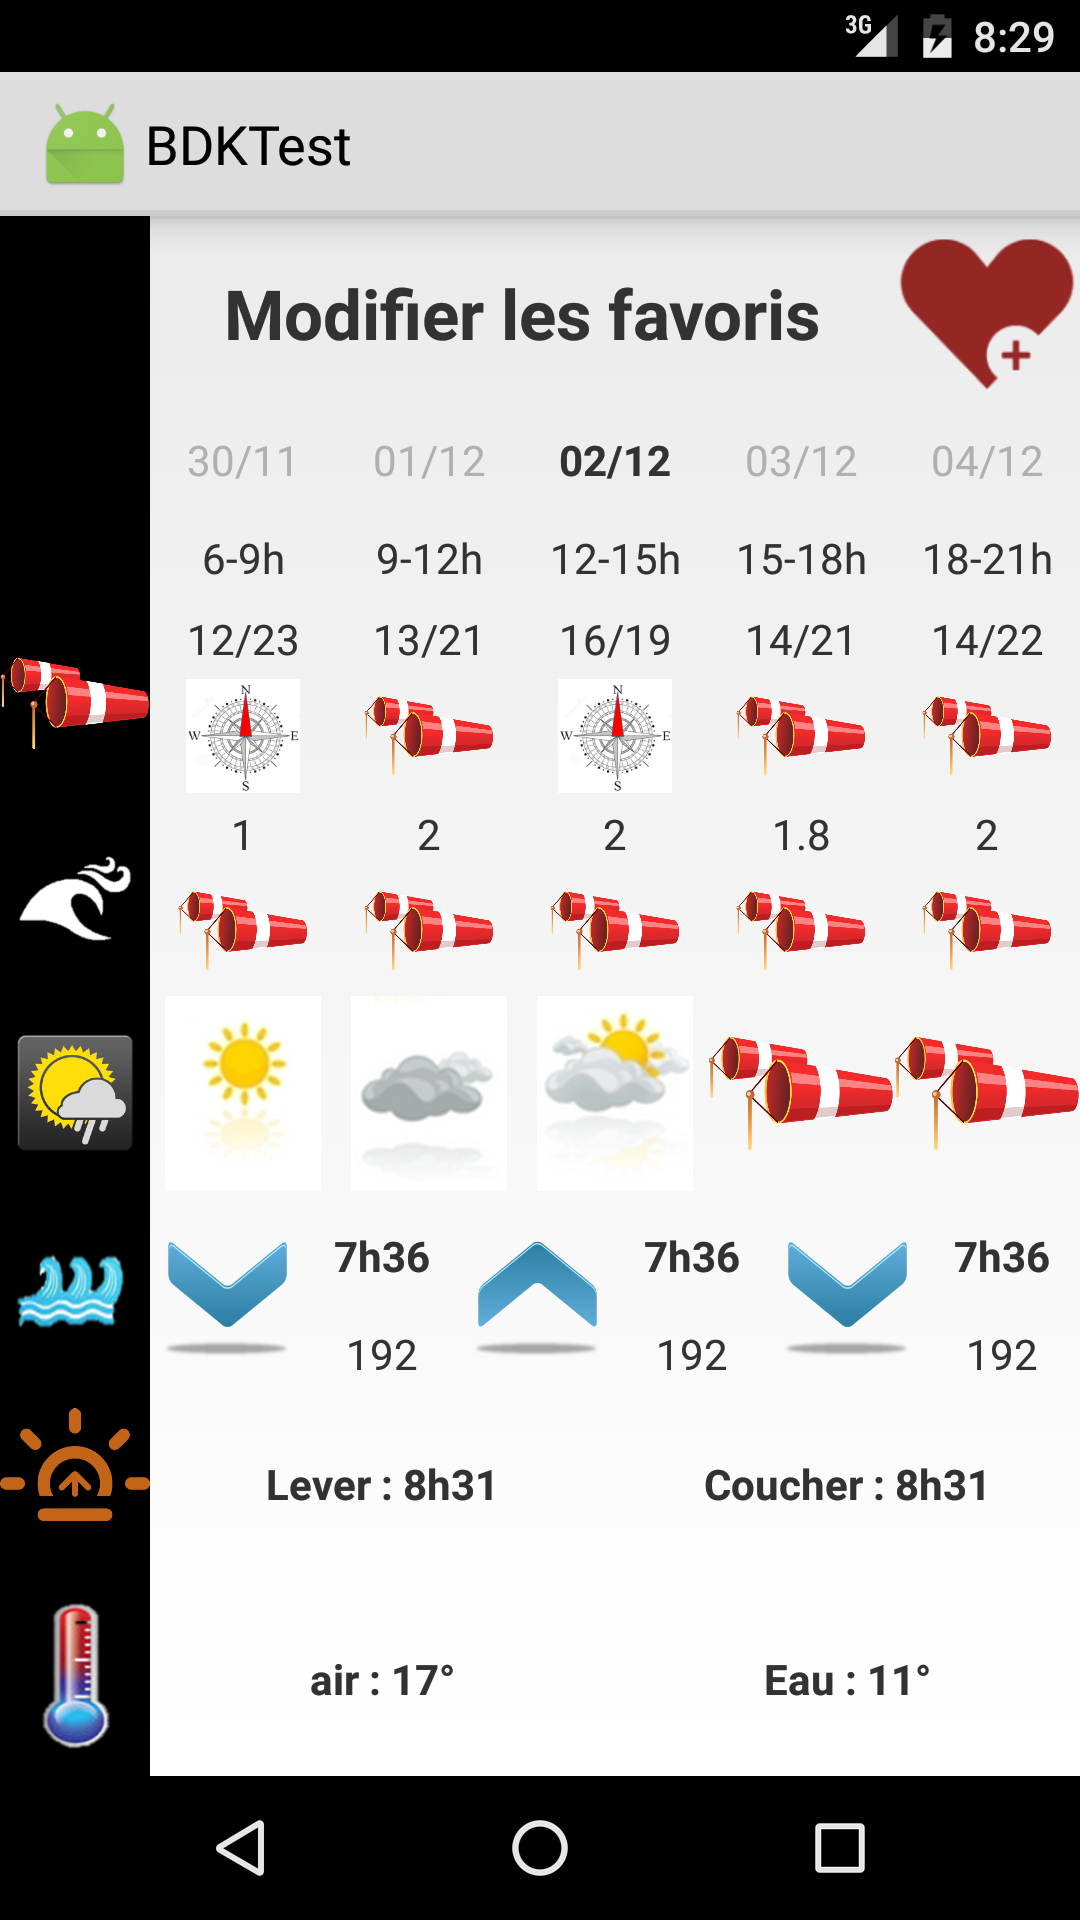 3G 8:29
BDKTest
Modifier les favoris
30/11 01/12 02/12 03/12 04/12
6-9h 9-12h 12-15h 15-18h 18-21h
12/23 13/21 16/19 14/21 14/22
N N
W E W E
S S
1 2 2 1.8 2
7h36 7h36 7h36
192 192 192
Lever : 8h31 Coucher : 8h31
air : 17° Eau : 11°